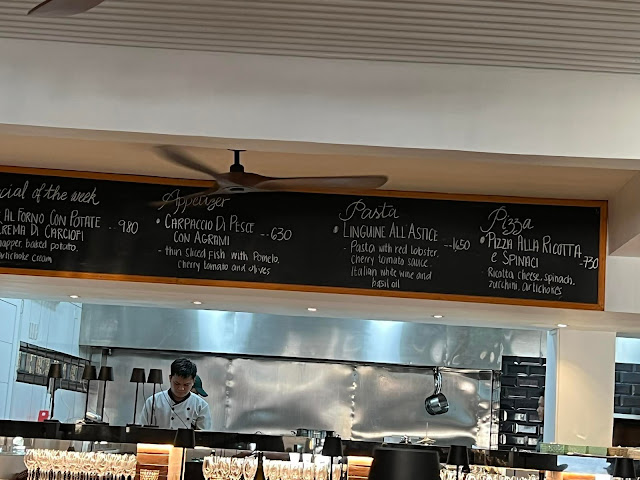 cial of the week
AL FORNO CON PATATE
REMA DI CARCIOFI --980
apper, baked potato,
artichoke cream
Appetizer
• CARPACCIO DI PESCE
CON AGRUMI --630
- thin sliced fish with Pomelo,
cherry tomato and olives
Pasta
• LINGUINE ALL ASTICE
- Pasta with red lobster, --1650
cherry tomato sauce
Italian white wine and
basil oil
Pizza
• PIZZA ALLA RICOTTA
e SPINACI -730
Ricotta cheese, spinach,
zucchini, artichokes